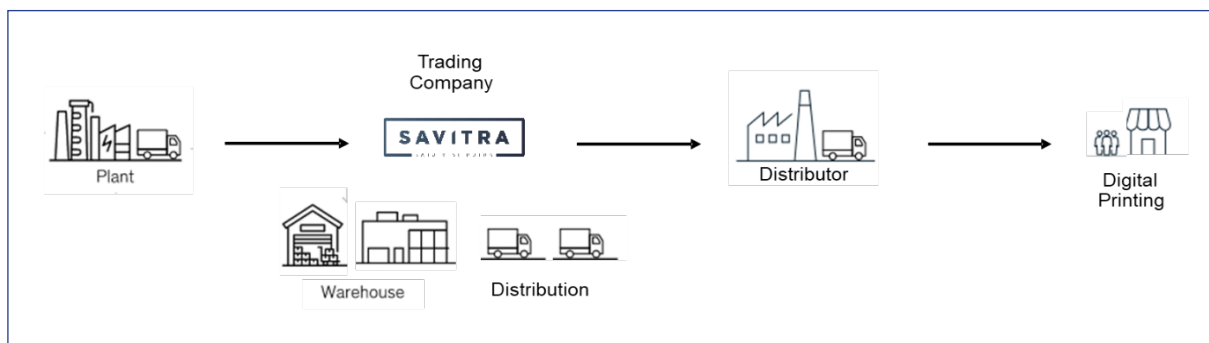 Trading
Company
SAVITRA
Plant
Distributor
Digital
Printing
Warehouse
Distribution